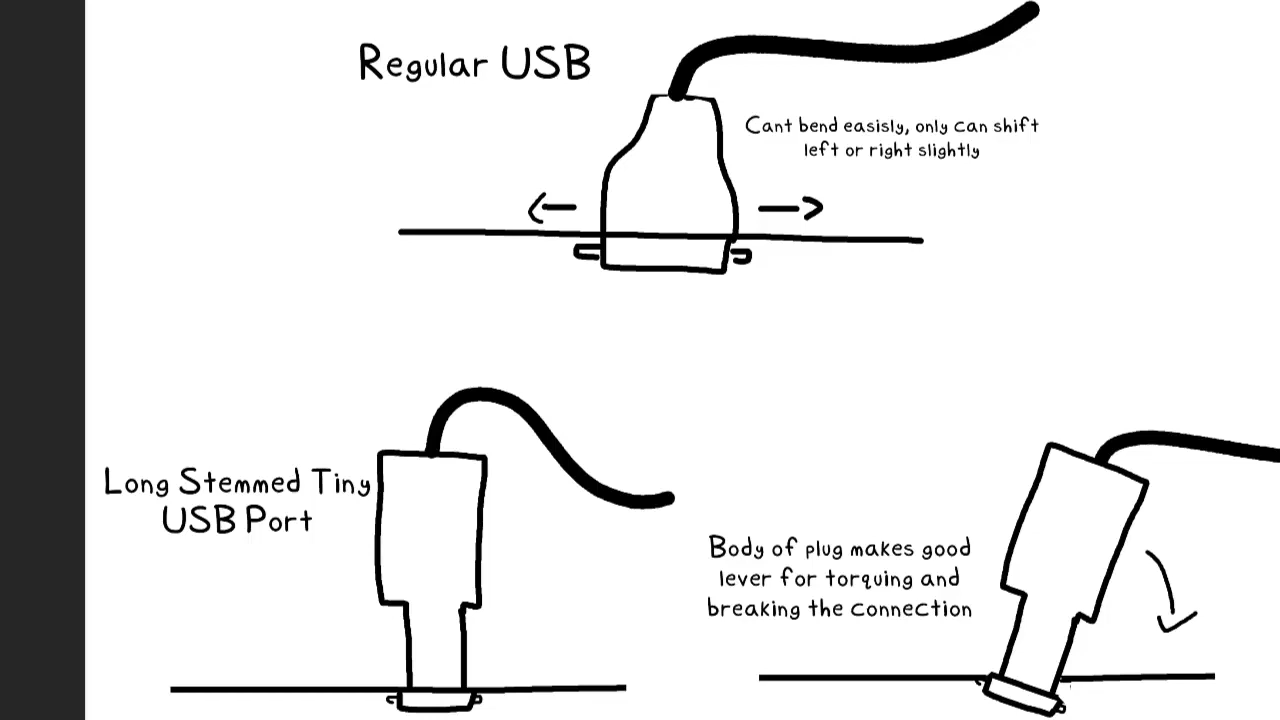 Regular USB
Cant bend easisly, only can shift
left or right slightly
Long Stemmed Tiny
USB Port
Body of plug makes good
lever for torquing and
breaking the connection